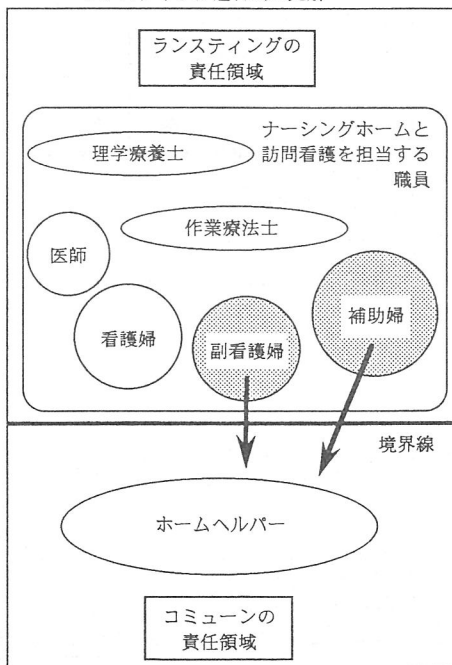 ランスティングの
責任領域
ナーシングホームと
訪問看護を担当する
職員
理学療養士
作業療法士
医師
看護婦
副看護婦
補助婦
境界線
ホームヘルパー
コミューンの
責任領域